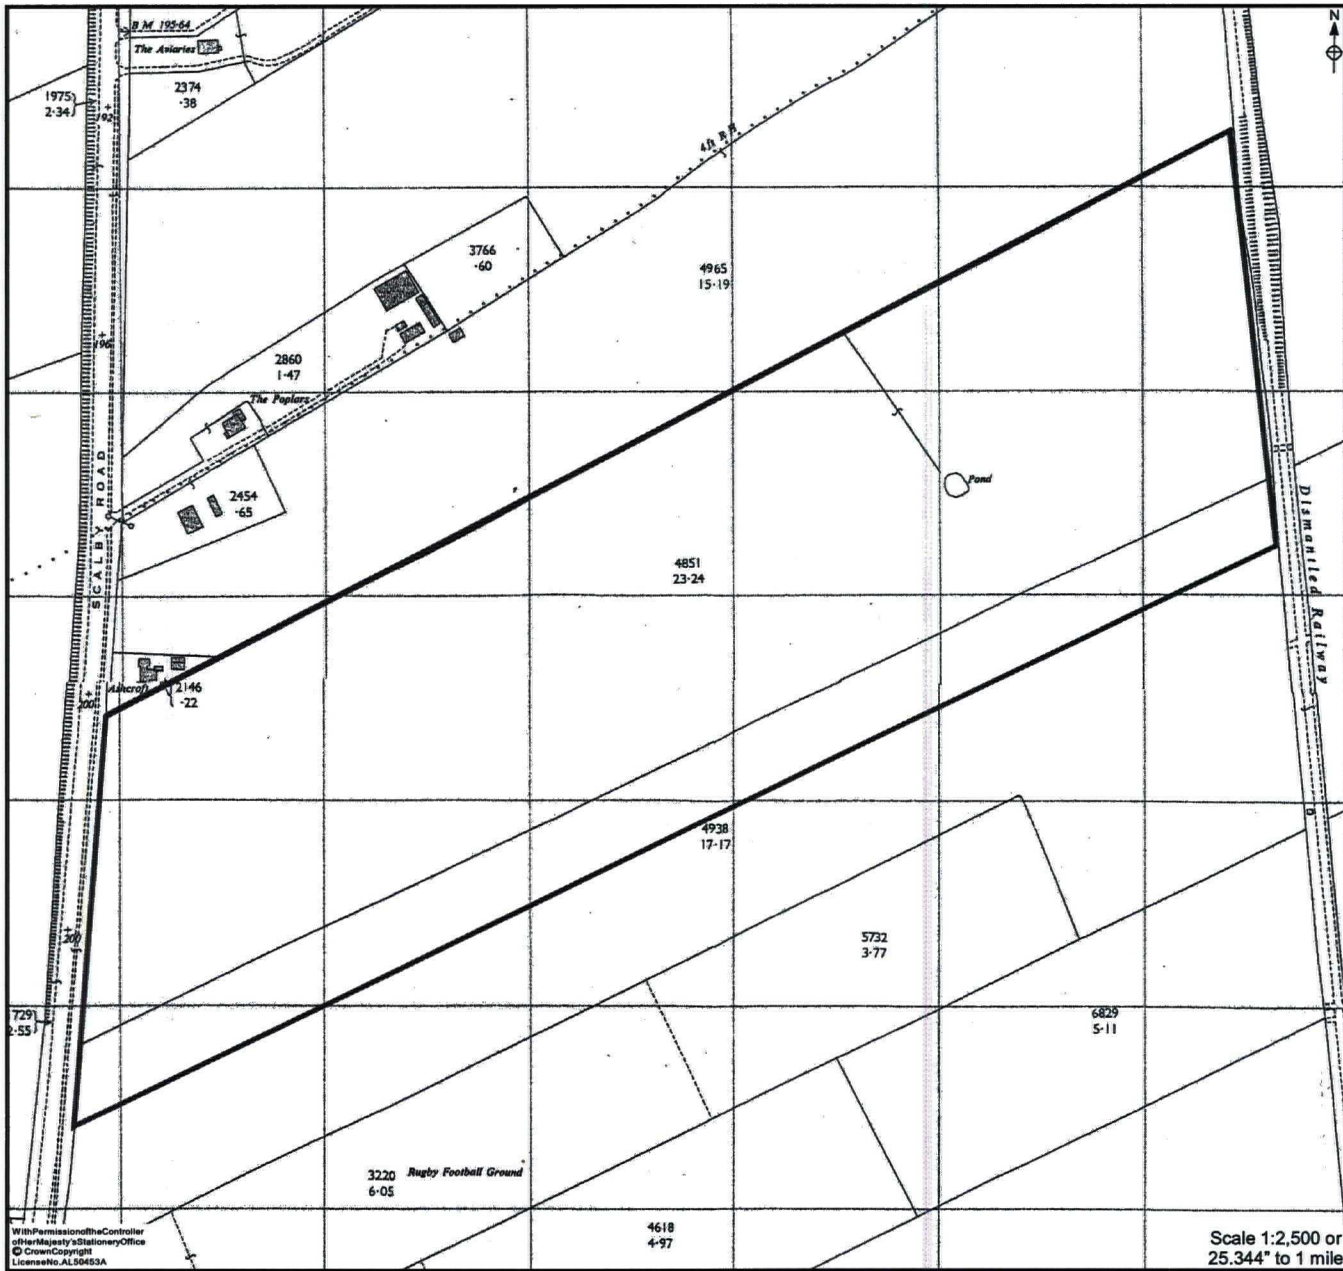 B M 195·64
N
The Aviaries
2374
·38
1975
2·34
192
4ft R H
3766
·60
4965
15·19
196
2860
1·47
The Poplars
2454
·65
Pond
SCALBY ROAD
Dismantled Railway
4851
23·24
Ashcroft
2146
·22
200
4938
17·17
200
5732
3·77
729
2·55
6829
5·11
3220
6·05
Rugby Football Ground
4618
4·97
WithPermissionoftheController
ofHerMajesty'sStationeryOffice
© CrownCopyright
LicenseNo.AL50453A
Scale 1:2,500 or
25.344" to 1 mile